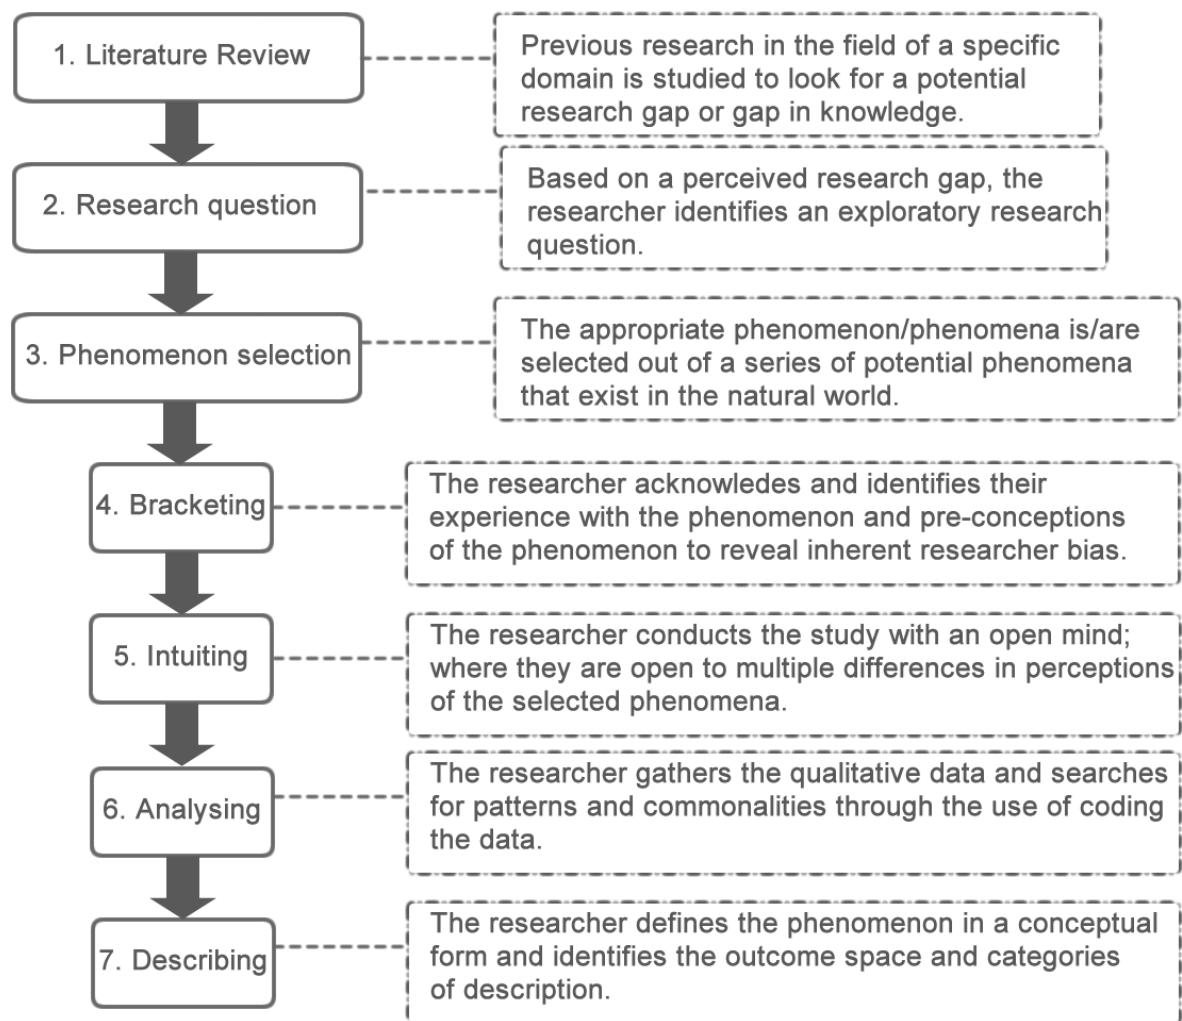 1. Literature Review
Previous research in the field of a specific
domain is studied to look for a potential
research gap or gap in knowledge.
2. Research question
Based on a perceived research gap, the
researcher identifies an exploratory research
question.
3. Phenomenon selection
The appropriate phenomenon/phenomena is/are
selected out of a series of potential phenomena
that exist in the natural world.
4. Bracketing
The researcher acknowledes and identifies their
experience with the phenomenon and pre-conceptions
of the phenomenon to reveal inherent researcher bias.
5. Intuiting
The researcher conducts the study with an open mind;
where they are open to multiple differences in perceptions
of the selected phenomena.
6. Analysing
The researcher gathers the qualitative data and searches
for patterns and commonalities through the use of coding
the data.
7. Describing
The researcher defines the phenomenon in a conceptual
form and identifies the outcome space and categories
of description.